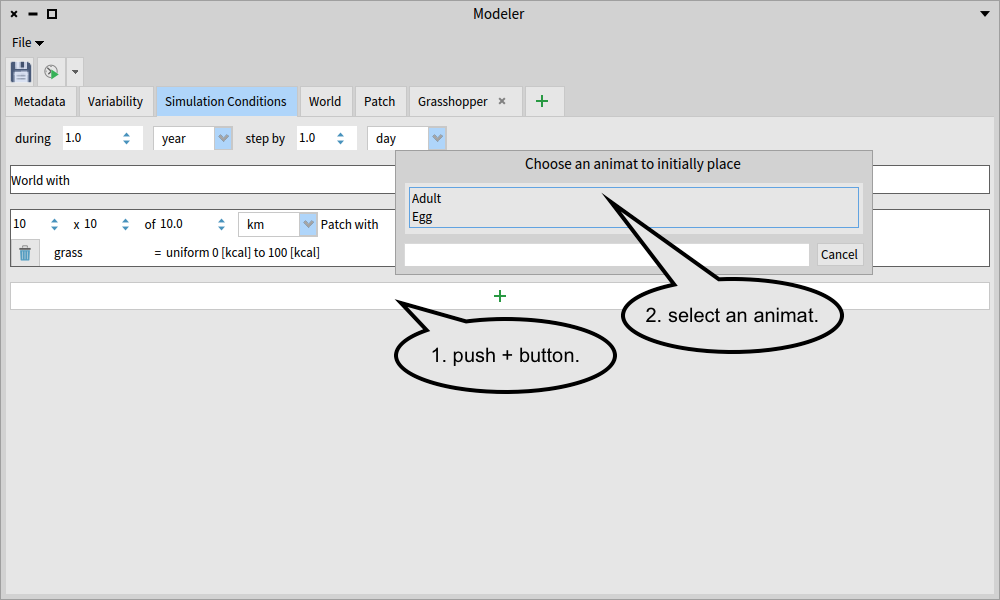 Modeler
File
Metadata Variability Simulation Conditions World Patch Grasshopper
during 1.0 year step by 1.0 day
Choose an animat to initially place
World with
Adult
Egg
10 x 10 of 10.0 km Patch with
grass = uniform 0 [kcal] to 100 [kcal]
Cancel
+
2. select an animat.
1. push + button.